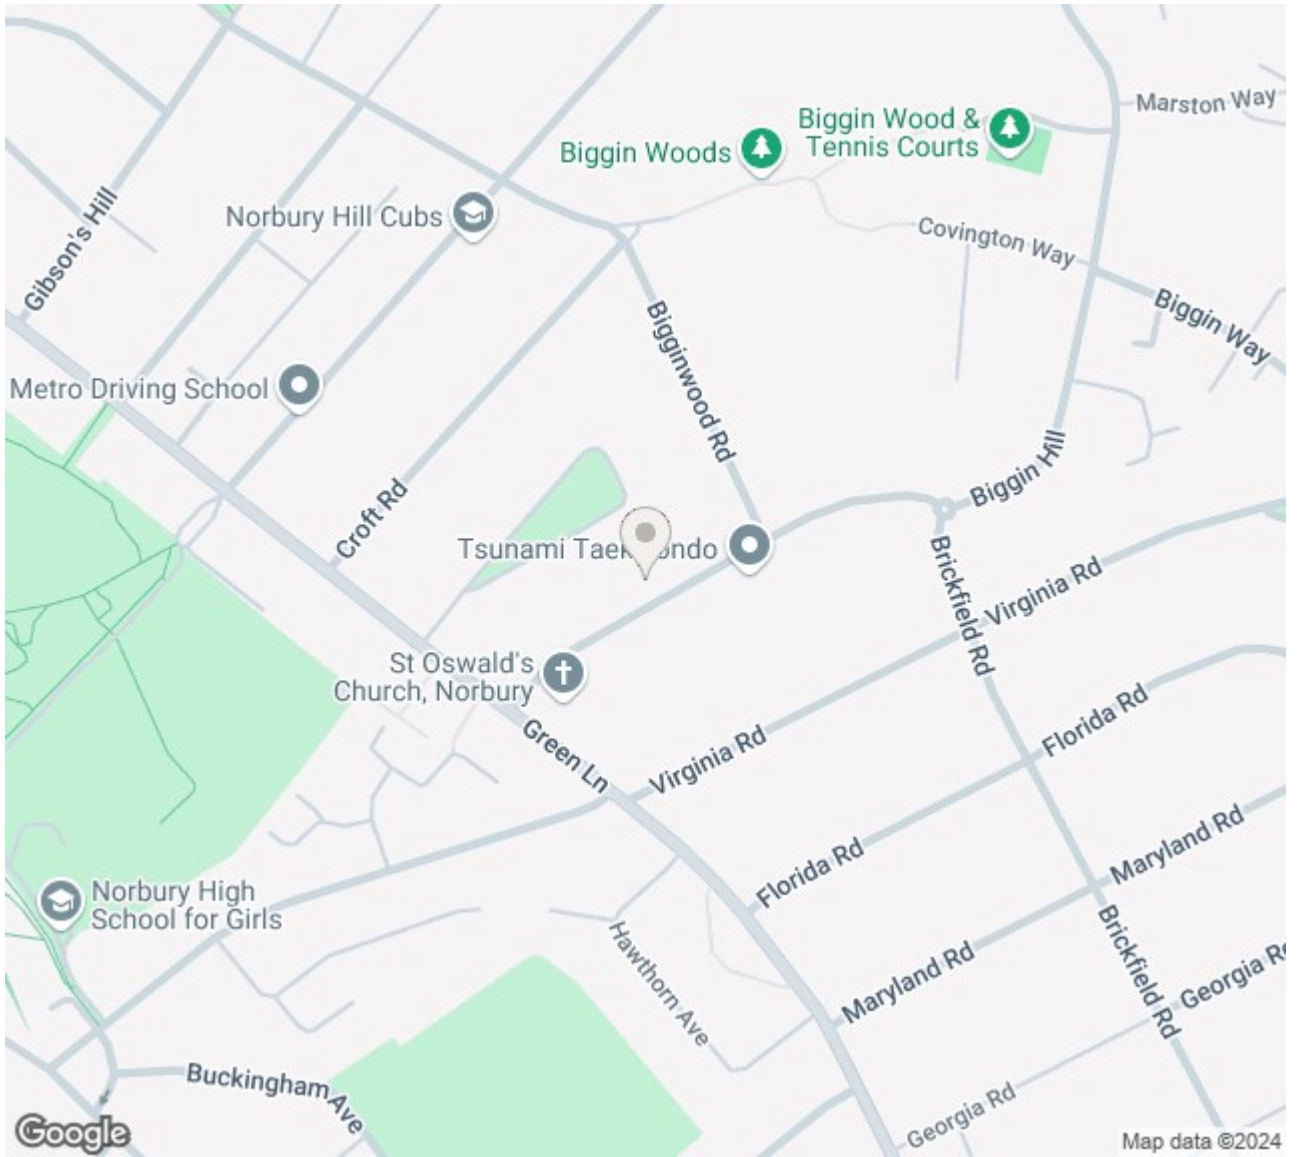 Marston Way
Biggin Wood &
Tennis Courts
Biggin Woods
Norbury Hill Cubs
Gibson's Hill
Covington Way
Biggin Way
Bigginwood Rd
Metro Driving School
Biggin Hill
Croft Rd
Tsunami Taek ondo
Brickfield Rd
Virginia Rd
St Oswald's
Church, Norbury
Green Ln
Virginia Rd
Florida Rd
Florida Rd
Maryland Rd
Norbury High
School for Girls
Hawthorn Ave
Brickfield Rd
Maryland Rd
Georgia R
Buckingham Ave
Georgia Rd
Google
Map data ©2024